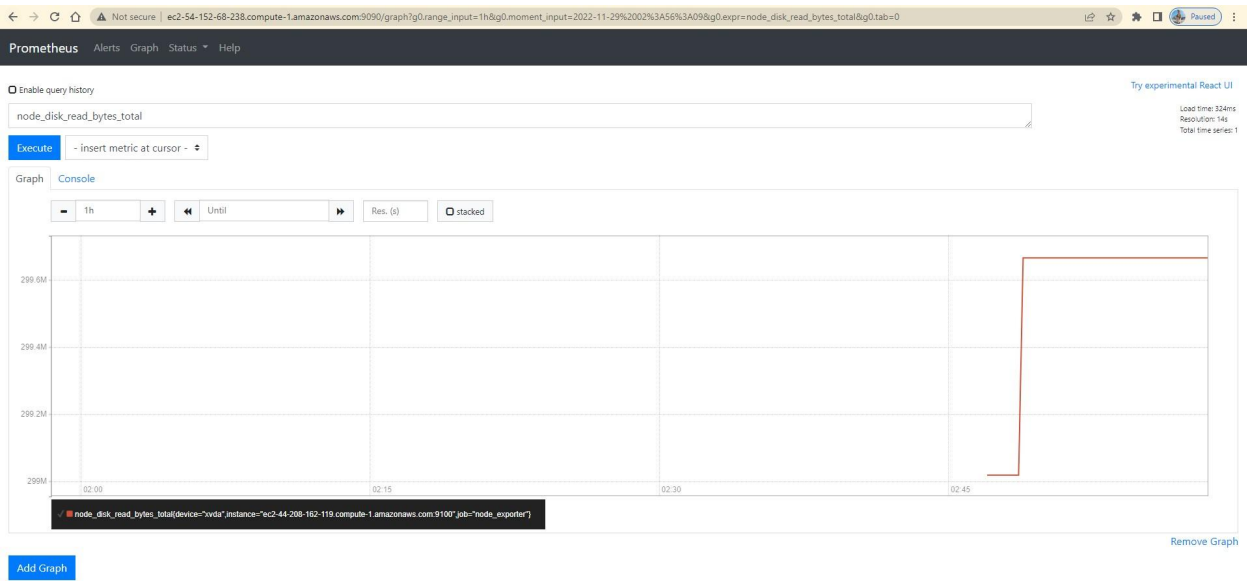 Not secure | ec2-54-152-68-238.compute-1.amazonaws.com:9090/graph?g0.range_input=1h&g0.moment_input=2022-11-29%2002%3A56%3A09&g0.expr=node_disk_read_bytes_total&g0.tab=0 Paused
Prometheus Alerts Graph Status Help
Enable query history Try experimental React UI
node_disk_read_bytes_total
Load time: 324ms
Resolution: 14s
Total time series: 1
Execute - insert metric at cursor -
Graph Console
1h Until Res. (s) stacked
299.6M
299.4M
299.2M
299M
02:00 02:15 02:30 02:45
node_disk_read_bytes_total{device="xvda",instance="ec2-44-208-162-119.compute-1.amazonaws.com:9100",job="node_exporter"}
Remove Graph
Add Graph